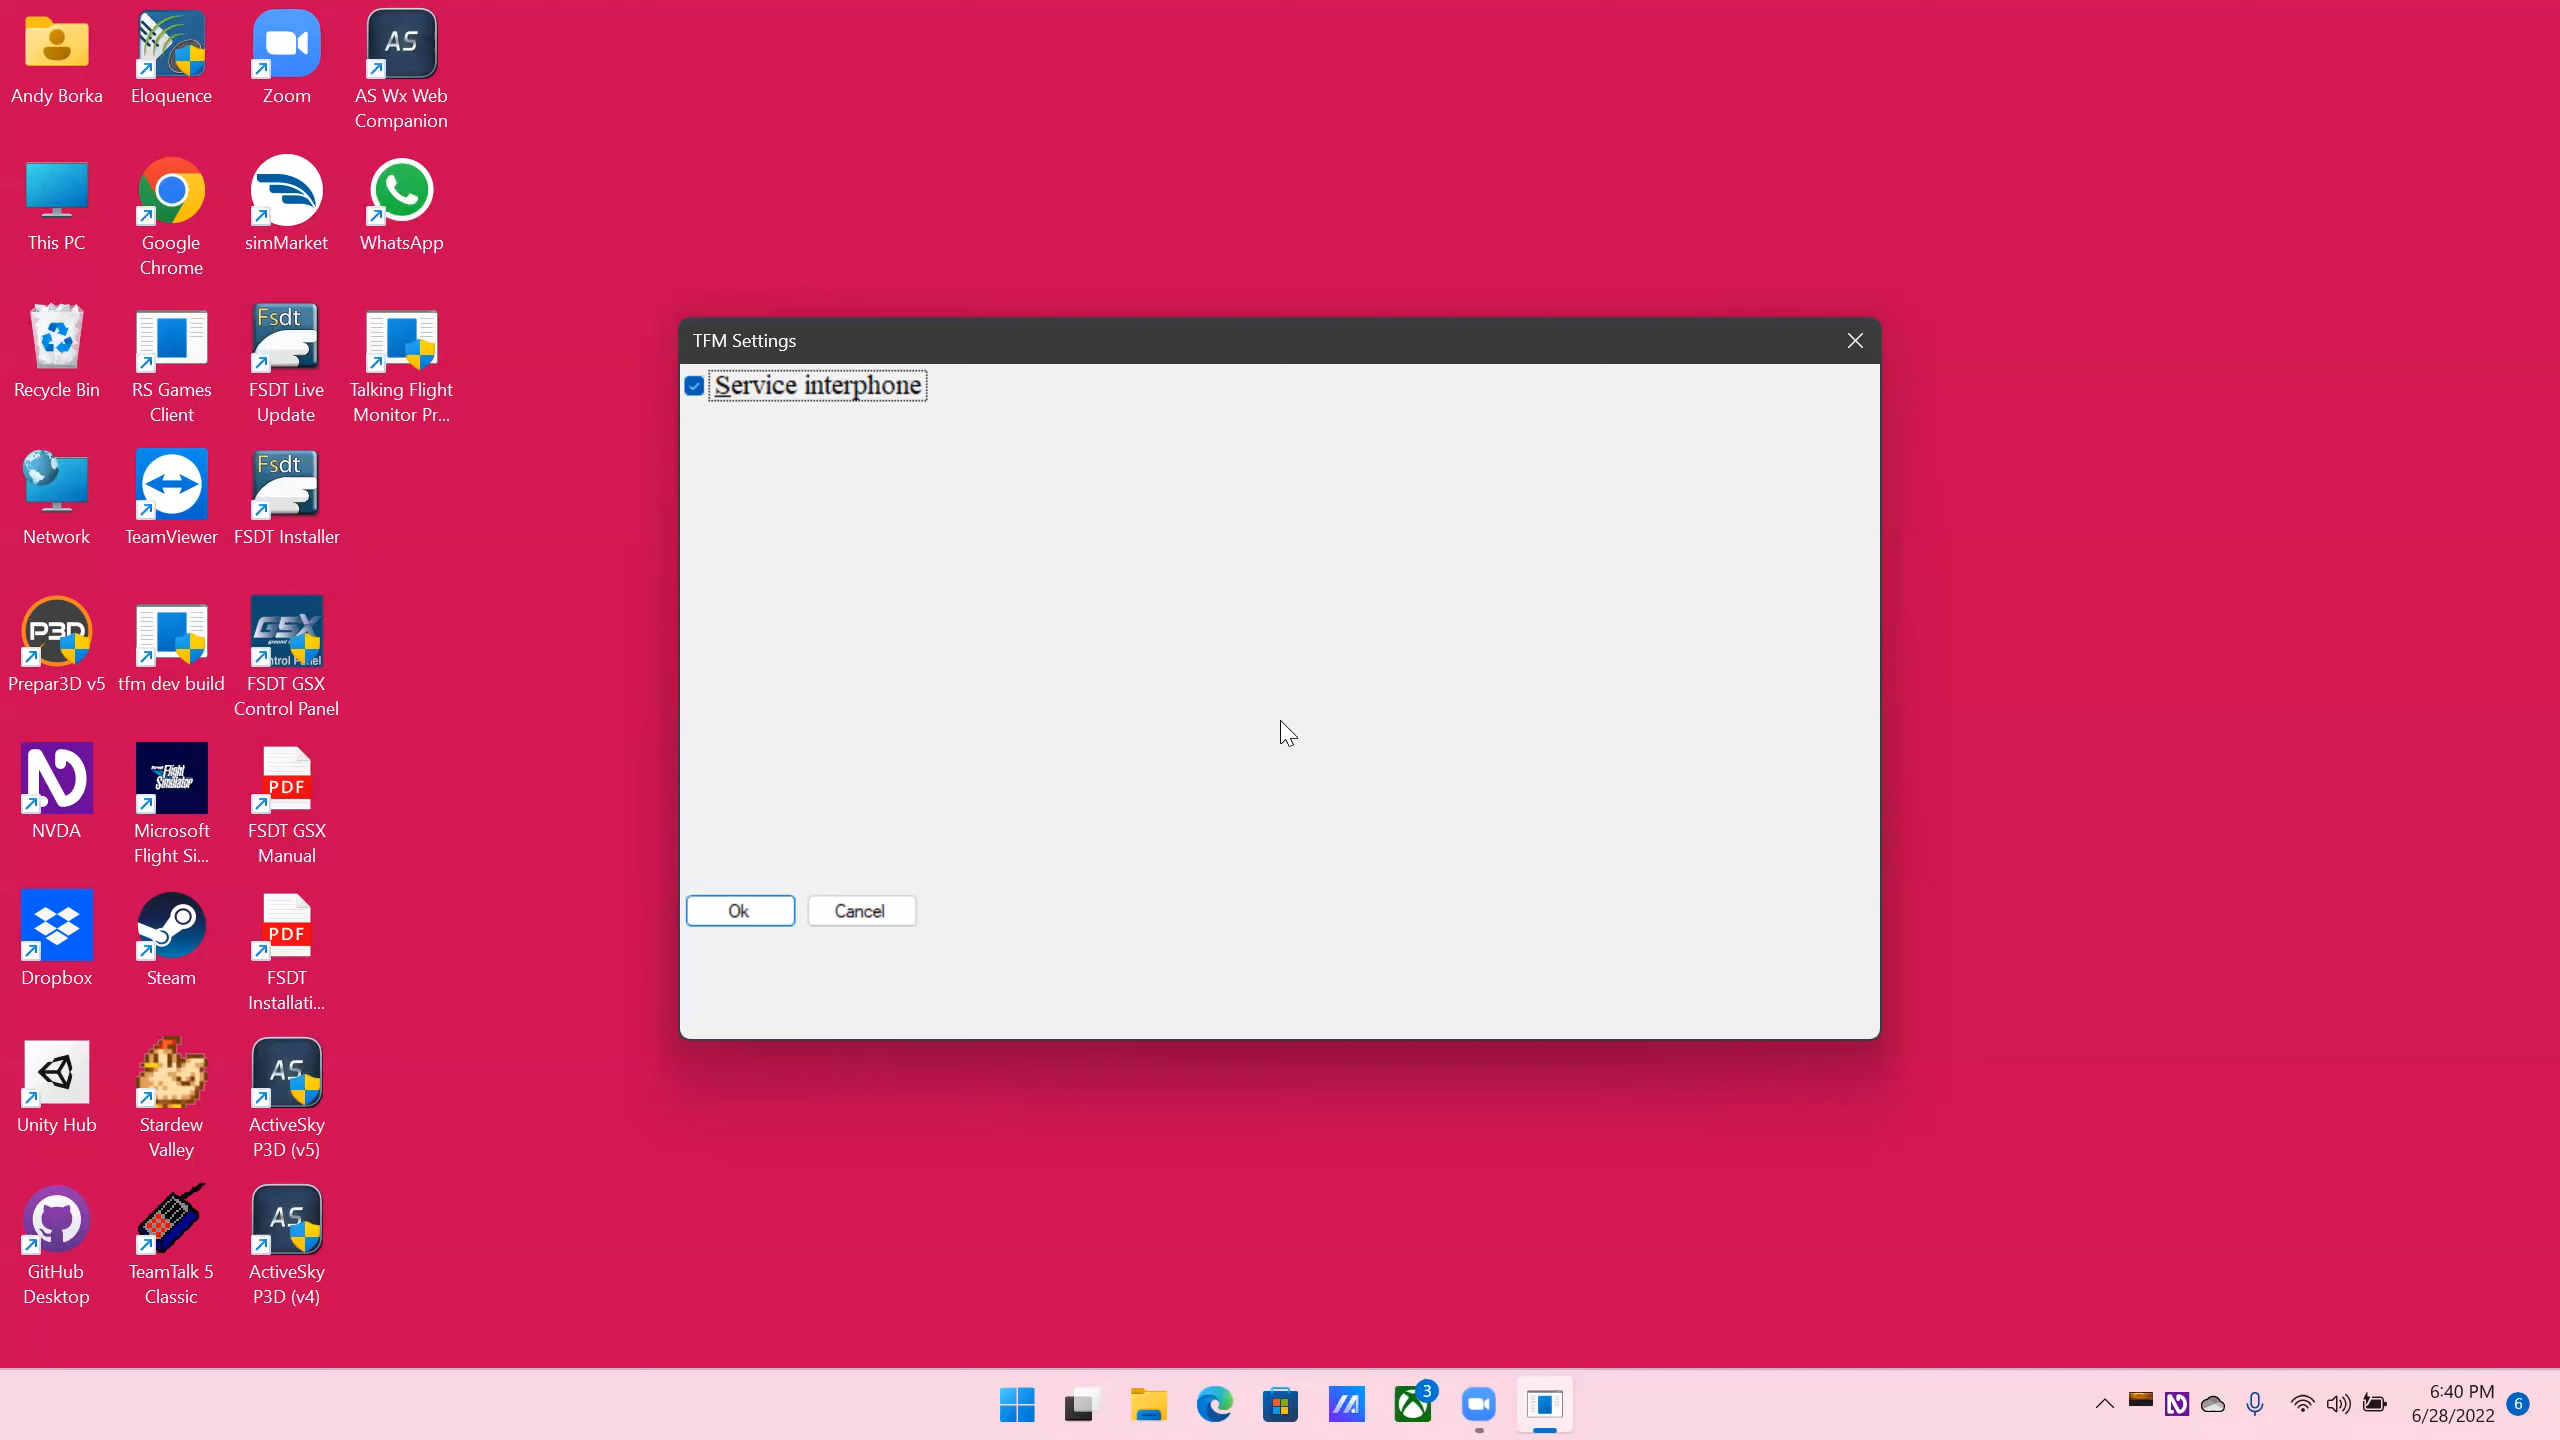 Andy Borka
Eloquence
Zoom
AS
AS Wx Web
Companion
This PC
Google
Chrome
simMarket
WhatsApp
Recycle Bin
RS Games
Client
Fsdt
FSDT Live
Update
Talking Flight
Monitor Pr...
Network
TeamViewer
Fsdt
FSDT Installer
P3D
Prepar3D v5
tfm dev build
GSX
FSDT GSX
Control Panel
NVDA
Flight
Simulator
Microsoft
Flight Si...
PDF
FSDT GSX
Manual
Dropbox
Steam
PDF
FSDT
Installati...
Unity Hub
Stardew
Valley
AS
ActiveSky
P3D (v5)
GitHub
Desktop
TeamTalk 5
Classic
AS
ActiveSky
P3D (v4)
TFM Settings
Service interphone
Ok
Cancel
3
6:40 PM
6/28/2022
6